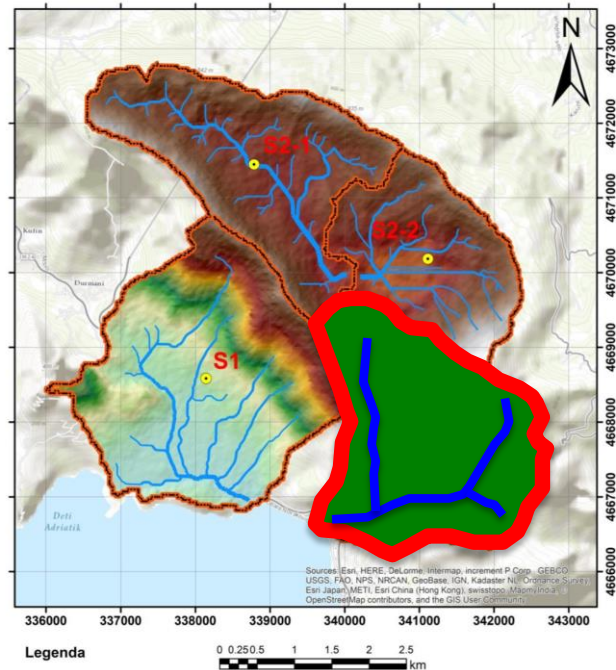 N
4673000
4672000
4671000
4670000
4669000
4668000
4667000
4666000
S2-1
S2-2
S1
Durmani
Deti
Adriatik
Sources: Esri, HERE, DeLorme, Intermap, increment P Corp., GEBCO,
USGS, FAO, NPS, NRCAN, GeoBase, IGN, Kadaster NL, Ordnance Survey,
Esri Japan, METI, Esri China (Hong Kong), swisstopo, MapmyIndia, ©
OpenStreetMap contributors, and the GIS User Community
336000 337000 338000 339000 340000 341000 342000 343000
Legenda
0 0.25 0.5 1 1.5 2 2.5
km